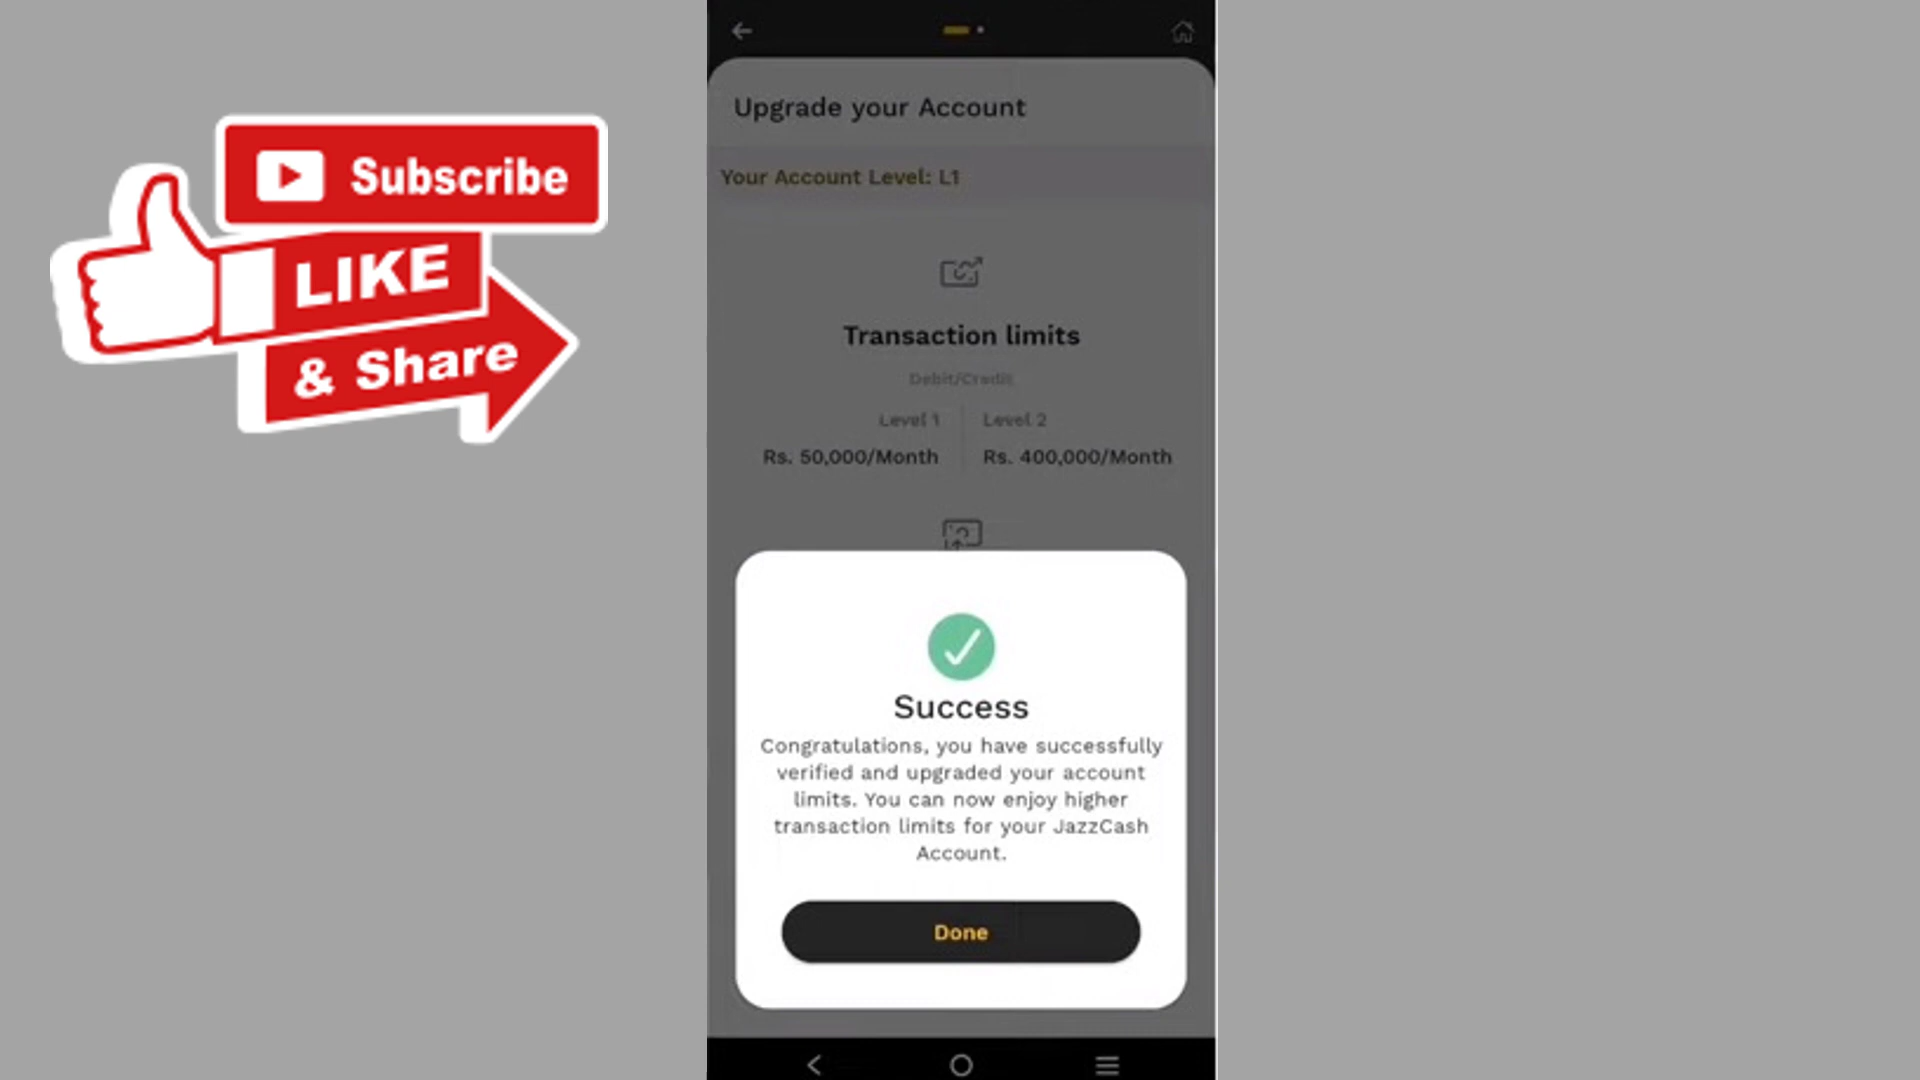 Subscribe
LIKE
& Share
Upgrade your Account
Your Account Level: L1
Transaction limits
Debit/Credit
Level 1
Level 2
Rs. 50,000/Month
Rs. 400,000/Month
Success
Congratulations, you have successfully
verified and upgraded your account
limits. You can now enjoy higher
transaction limits for your JazzCash
Account.
Done